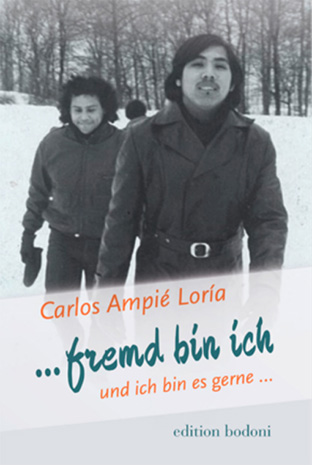 Carlos Ampié Loría
...fremd bin ich
und ich bin es gerne ...
edition bodoni